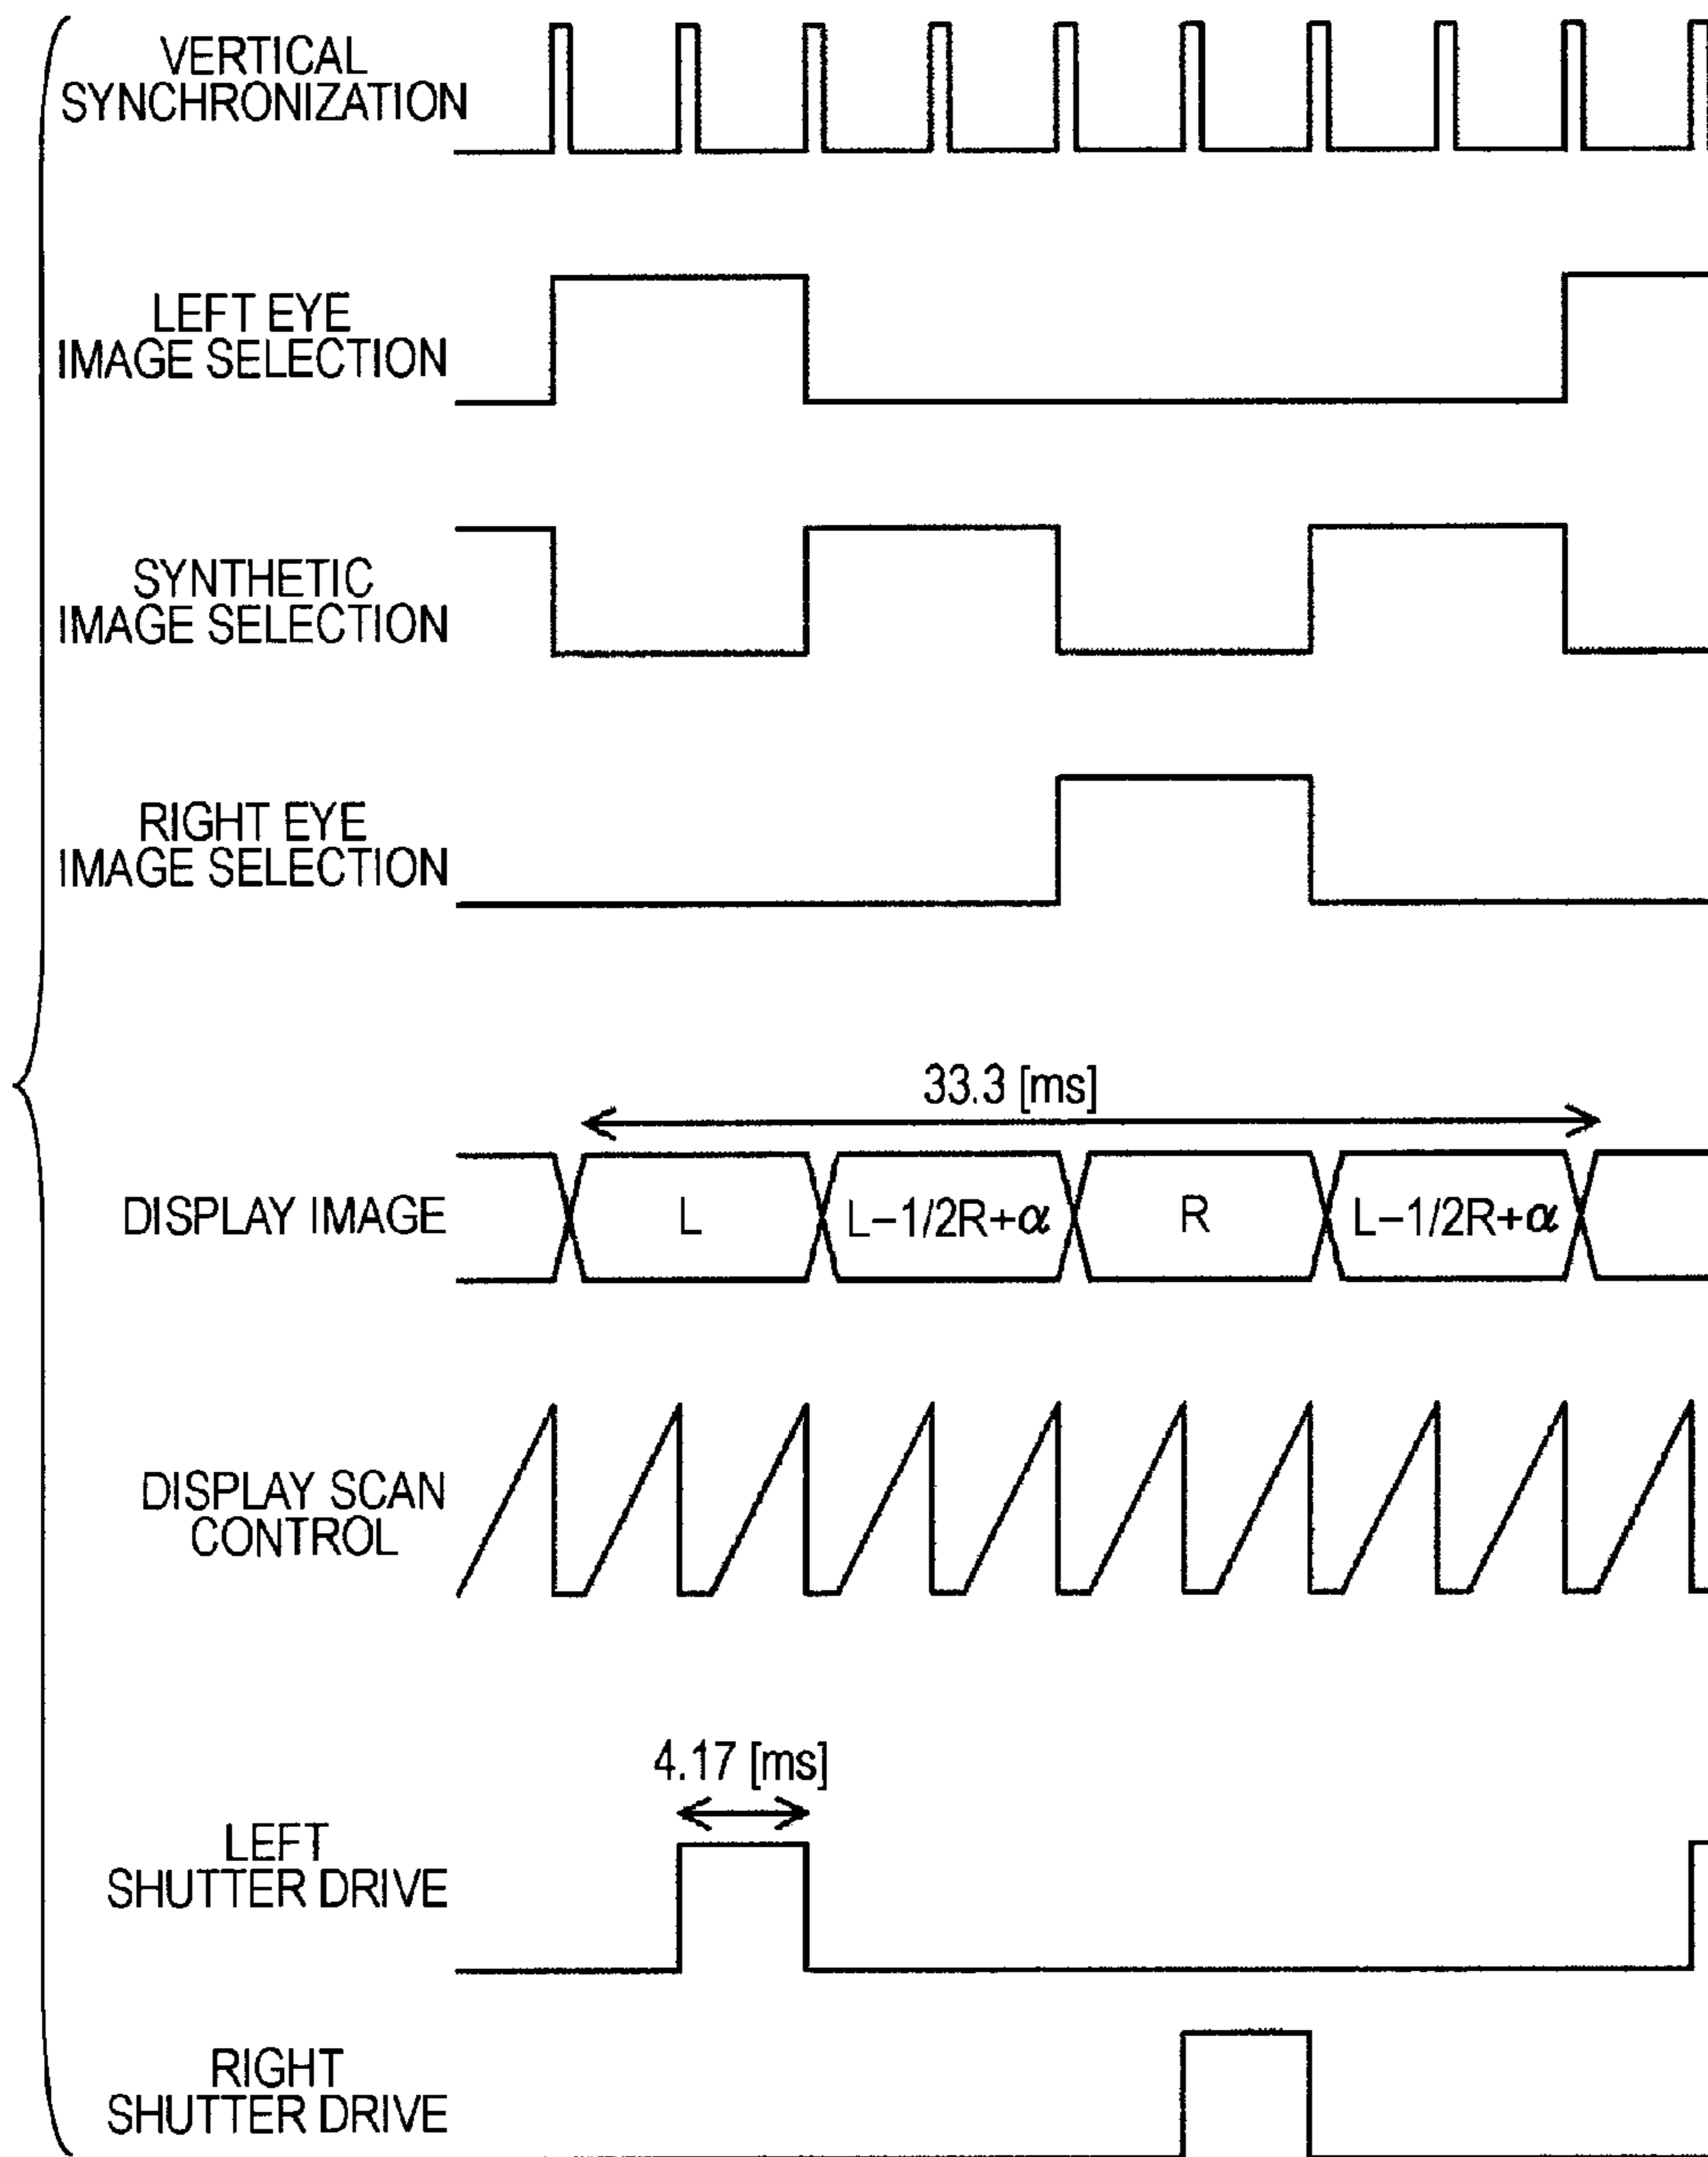 VERTICAL
SYNCHRONIZATION
LEFT EYE
IMAGE SELECTION
SYNTHETIC
IMAGE SELECTION
RIGHT EYE
IMAGE SELECTION
33.3 [ms]
DISPLAY IMAGE
L
L–1/2R+α
R
L–1/2R+α
DISPLAY SCAN
CONTROL
4.17 [ms]
LEFT
SHUTTER DRIVE
RIGHT
SHUTTER DRIVE